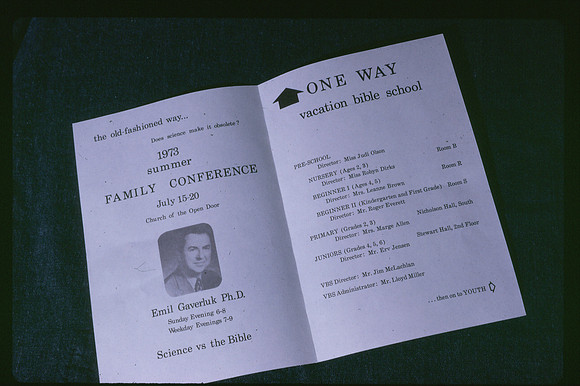 the old-fashioned way...
Does science make it obsolete?
1973
summer
FAMILY CONFERENCE
July 15-20
Church of the Open Door
Emil Gaverluk Ph.D.
Sunday Evening 6-8
Weekday Evenings 7-9
Science vs the Bible
ONE WAY
vacation bible school
PRE-SCHOOL
Director: Miss Judi Olson Room B
NURSERY (Ages 2, 3)
Director: Miss Robyn Dirks Room R
BEGINNER I (Ages 4, 5)
Director: Mrs. Leanne Brown
BEGINNER II (Kindergarten and First Grade) Room S
Director: Mr. Roger Everett
PRIMARY (Grades 2, 3) Nicholson Hall, South
Director: Mrs. Marge Allen
JUNIORS (Grades 4, 5, 6) Stewart Hall, 2nd Floor
Director: Mr. Erv Jensen
VBS Director: Mr. Jim McLachlan
VBS Administrator: Mr. Lloyd Miller
...then on to YOUTH